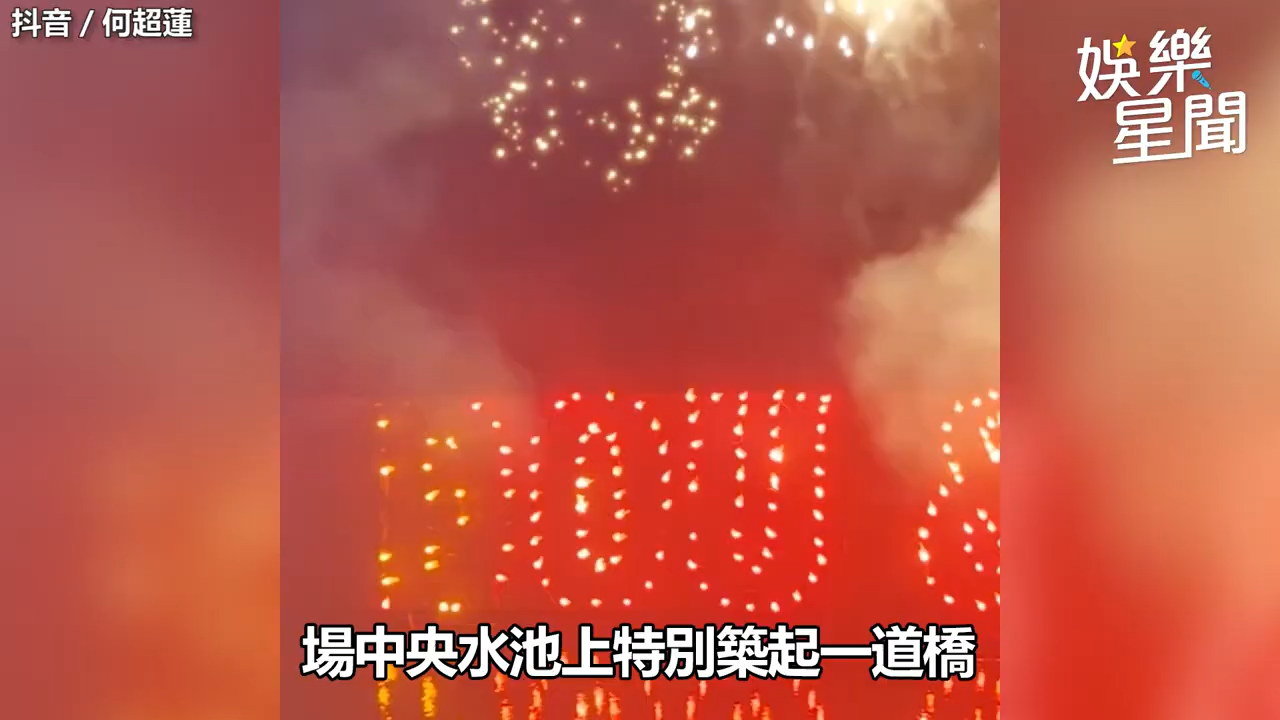 抖音 / 何超蓮
娛樂
星聞
場中央水池上特別築起一道橋